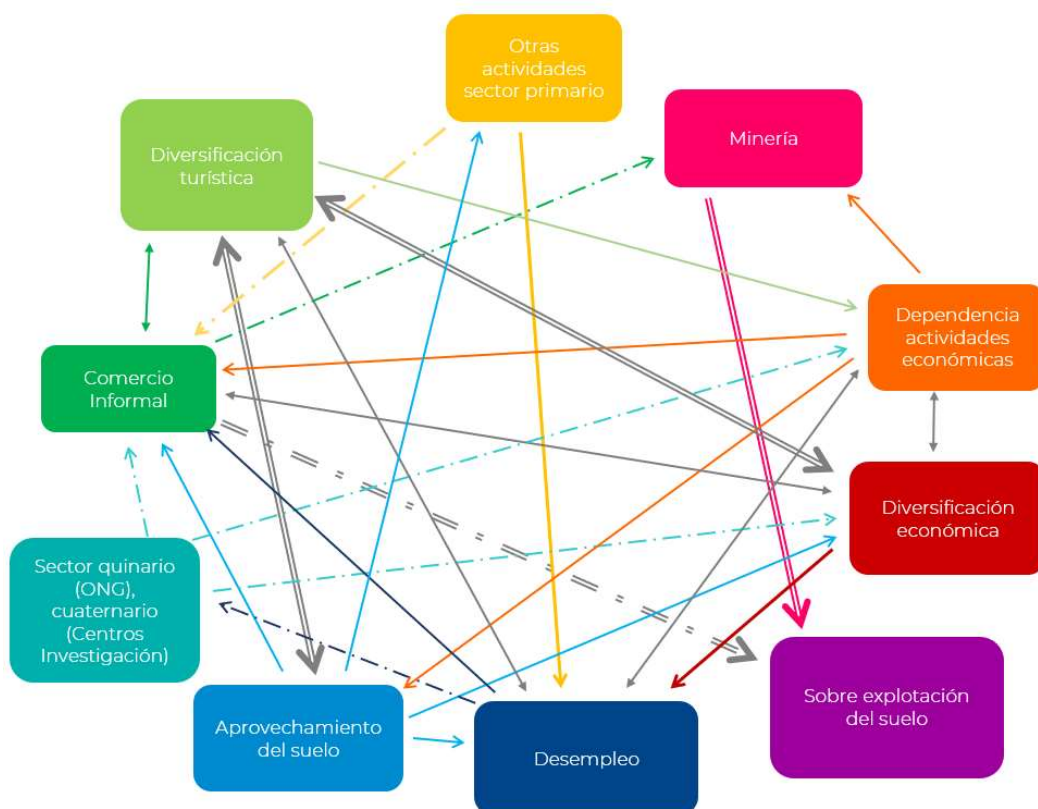 Otras
actividades
sector primario
Diversificación
turística
Minería
Dependencia
actividades
económicas
Comercio
Informal
Diversificación
económica
Sector quinario
(ONG),
cuaternario
(Centros
Investigación)
Aprovechamiento
del suelo
Desempleo
Sobre explotación
del suelo